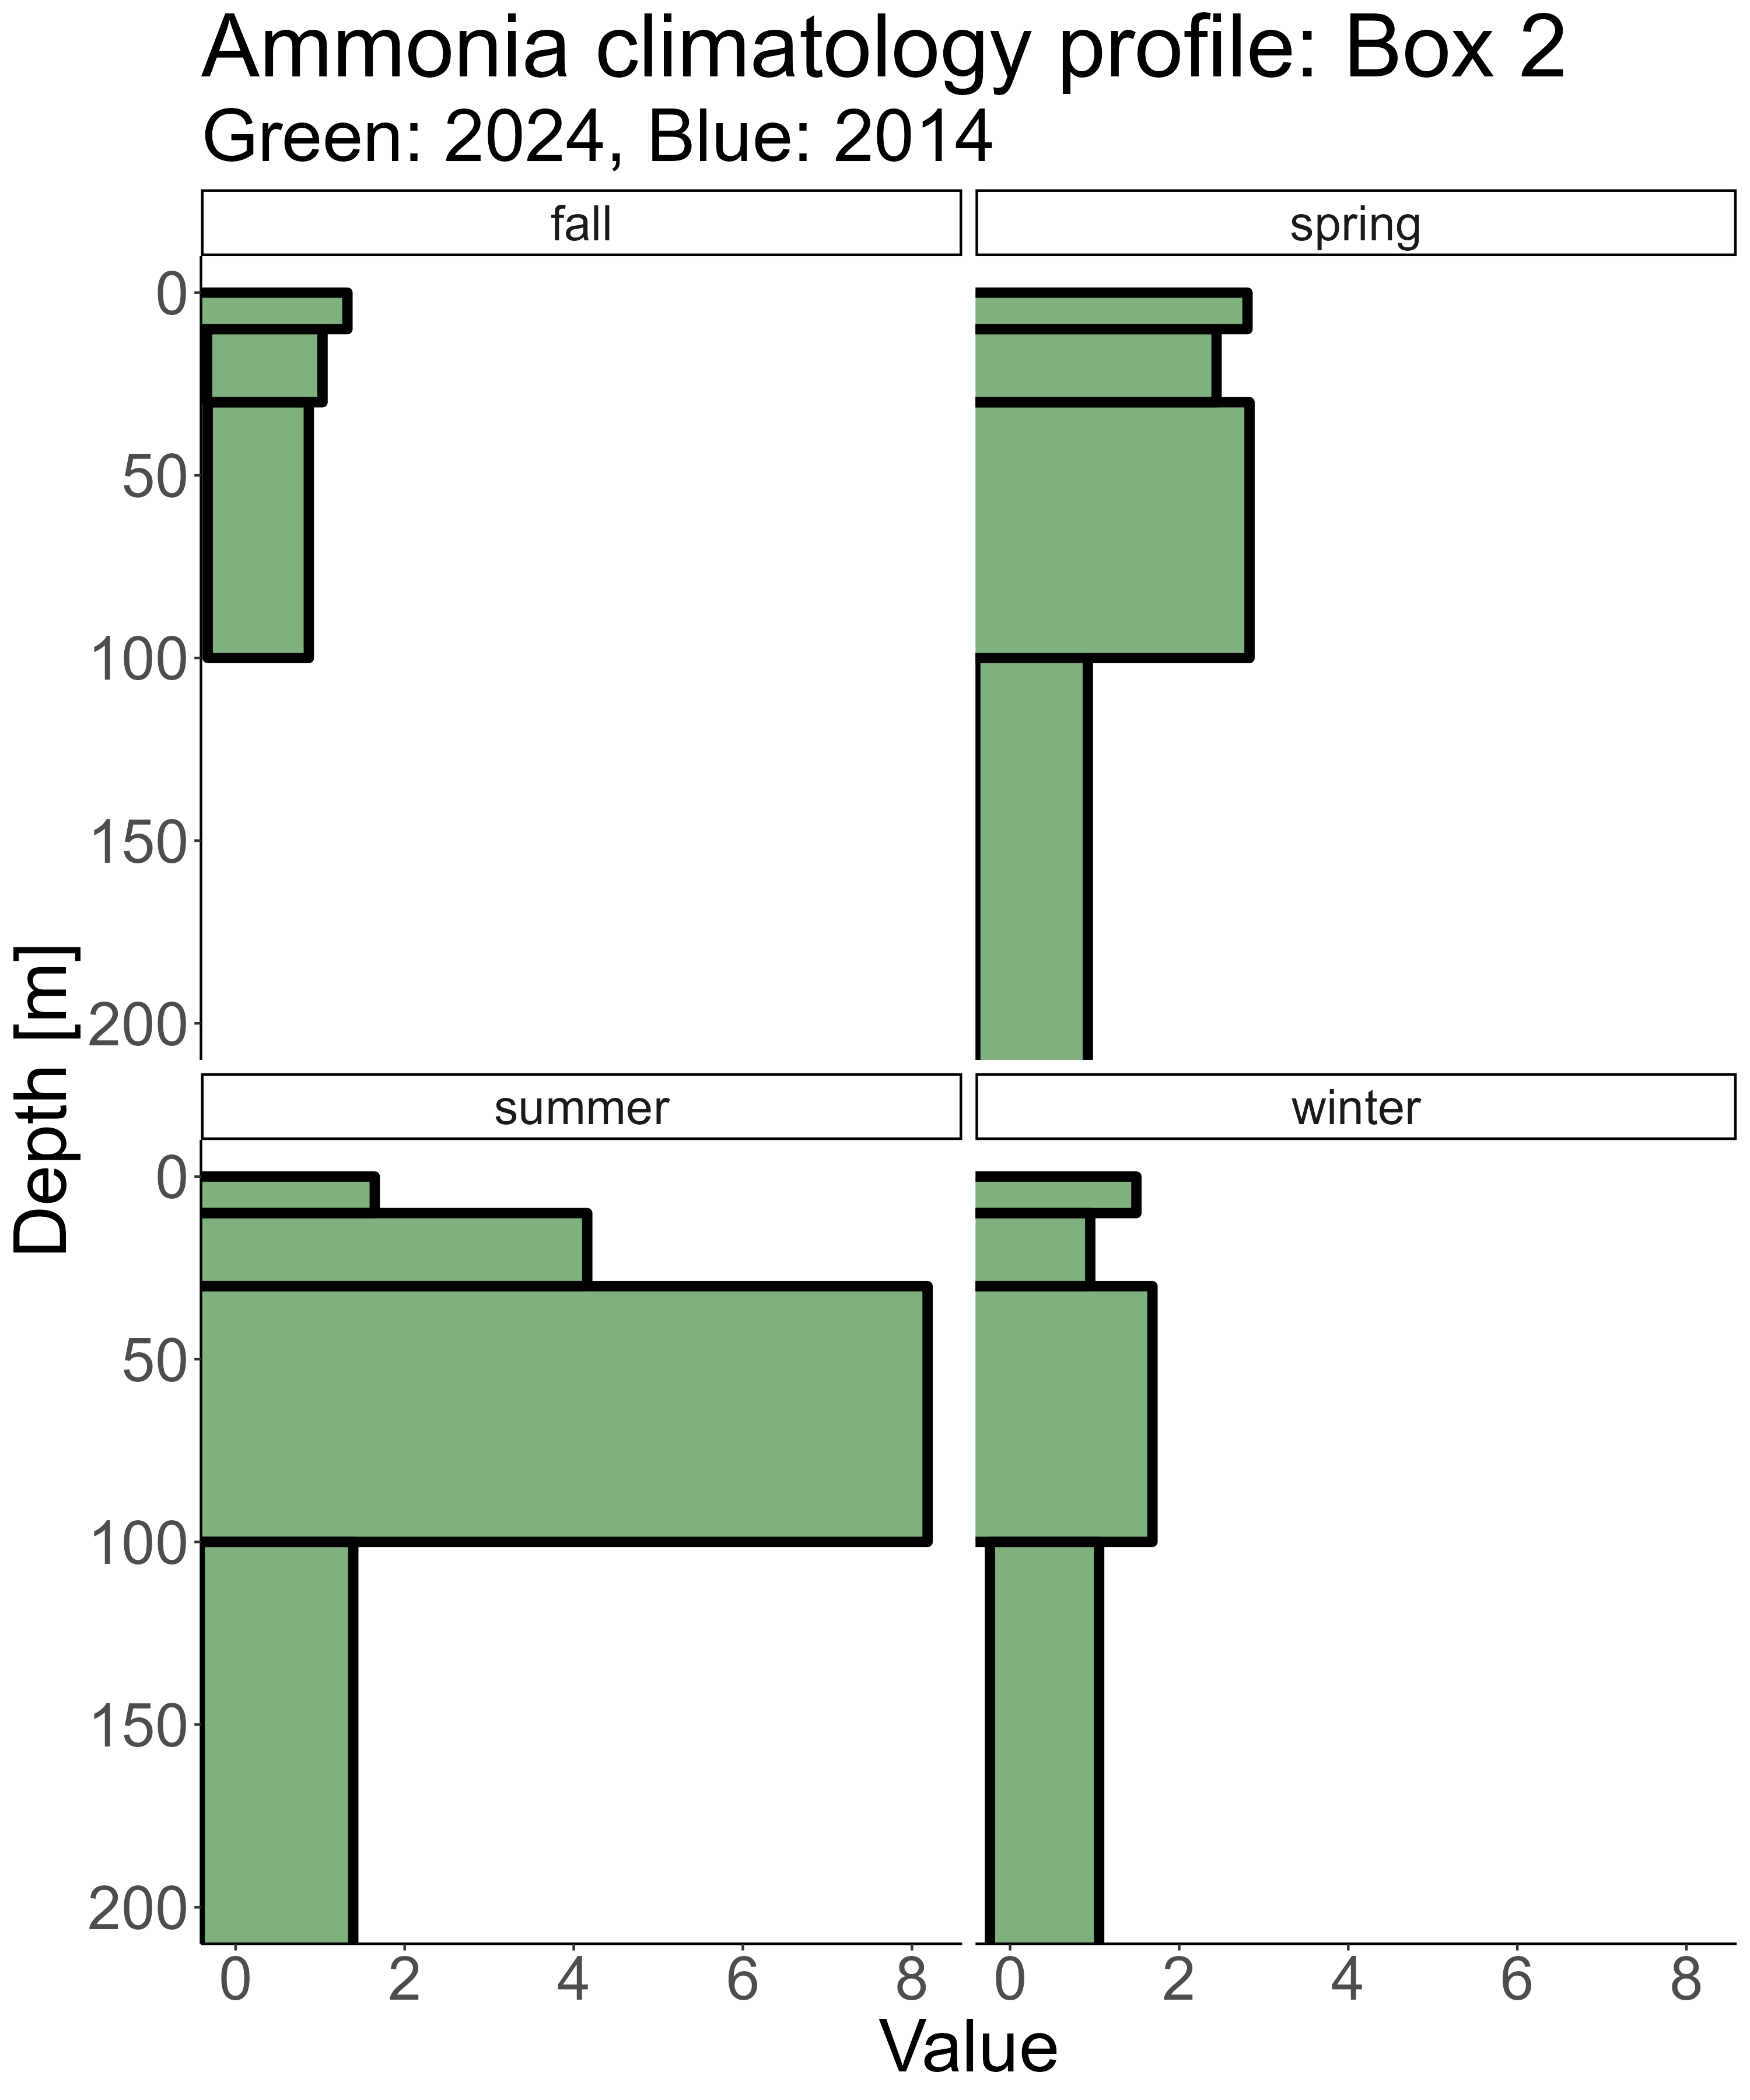 Ammonia climatology profile: Box 2
Green: 2024, Blue: 2014
fall
spring
0
50
100
150
200
summer
winter
0
50
100
150
200
Depth [m]
0 2 4 6 8
0 2 4 6 8
Value